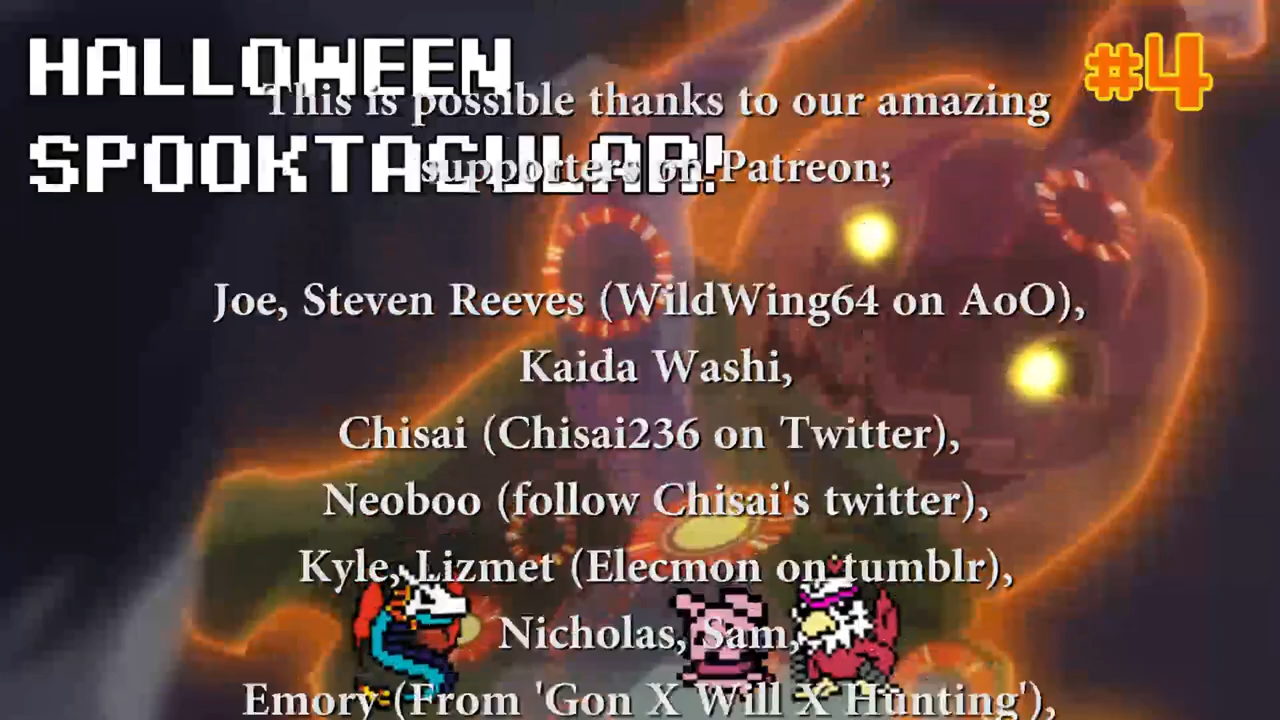 HALLOWEEN
SPOOKTACULAR!
#4
This is possible thanks to our amazing
supporters on Patreon;
Joe, Steven Reeves (WildWing64 on AoO),
Kaida Washi,
Chisai (Chisai236 on Twitter),
Neoboo (follow Chisai's twitter),
Kyle, Lizmet (Elecmon on tumblr),
Nicholas, Sam,
Emory (From 'Gon X Will X Hunting'),